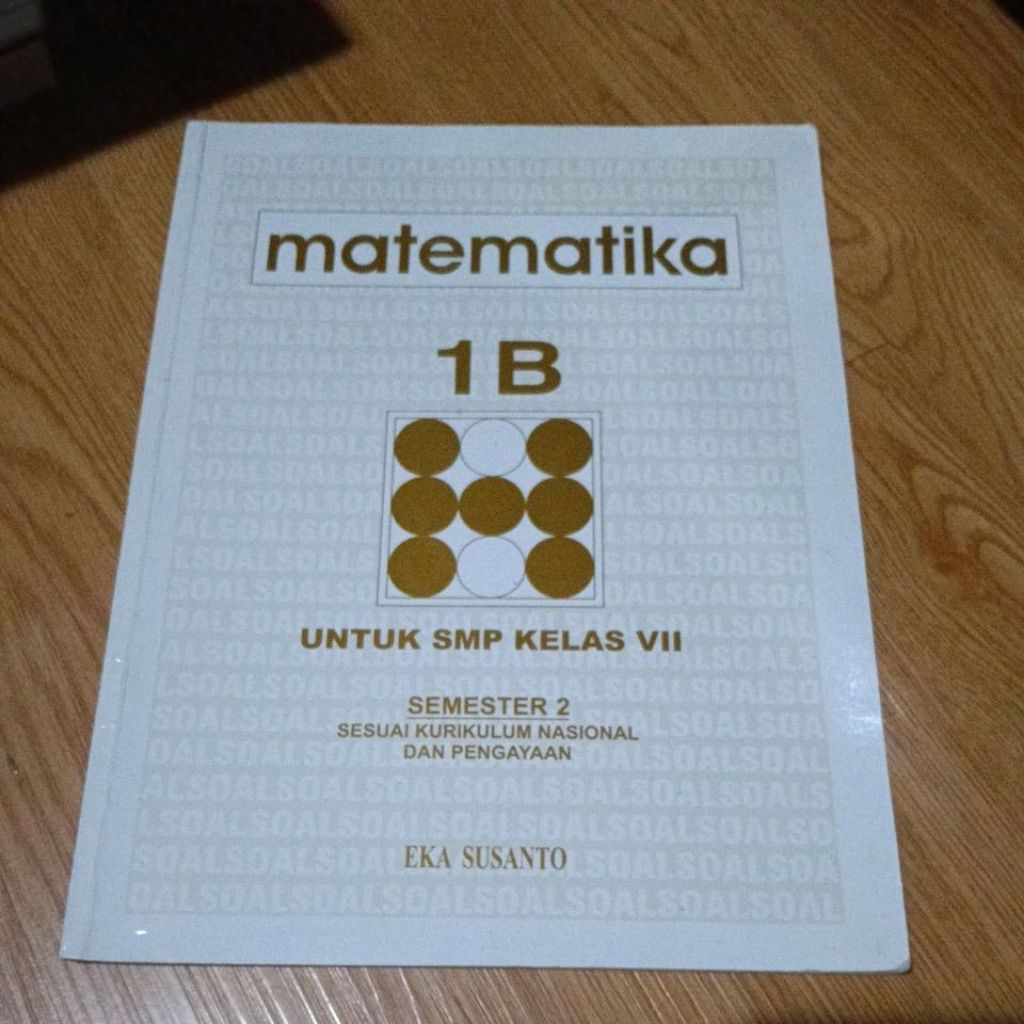 matematika
1B
UNTUK SMP KELAS VII
SEMESTER 2
SESUAI KURIKULUM NASIONAL
DAN PENGAYAAN
EKA SUSANTO